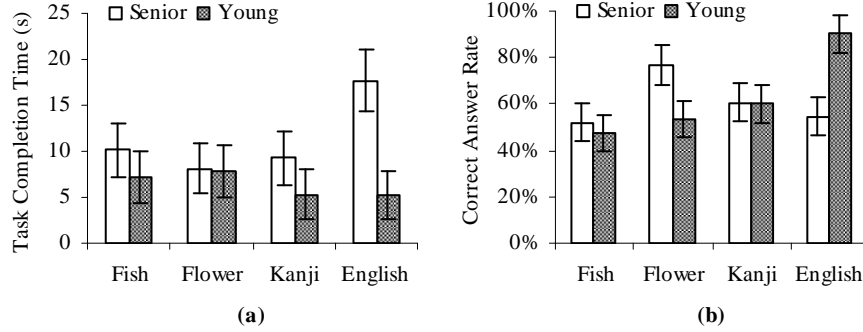 Senior Young
Task Completion Time (s)
25
20
15
10
5
0
Fish Flower Kanji English
(a)
Senior Young
Correct Answer Rate
100%
80%
60%
40%
20%
0%
Fish Flower Kanji English
(b)